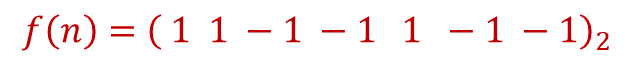 f(n) = ( 1 1 − 1 − 1 1 − 1 − 1)₂